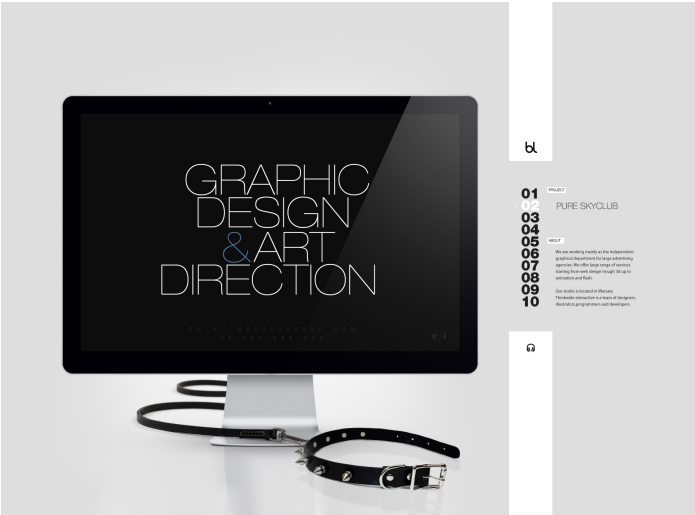 GRAPHIC
DESIGN
& ART
DIRECTION
bl
01
02
03
04
05
06
07
08
09
10
PROJECT
PURE SKYCLUB
ABOUT
We are working mainly as the independent
graphical department for large advertising
agencies. We offer large range of services
starting from web design trough 3d up to
animation and flash.
Our studio is located in Warsaw.
Thinkwide interactive is a team of designers,
illustrators, programmers and developers.